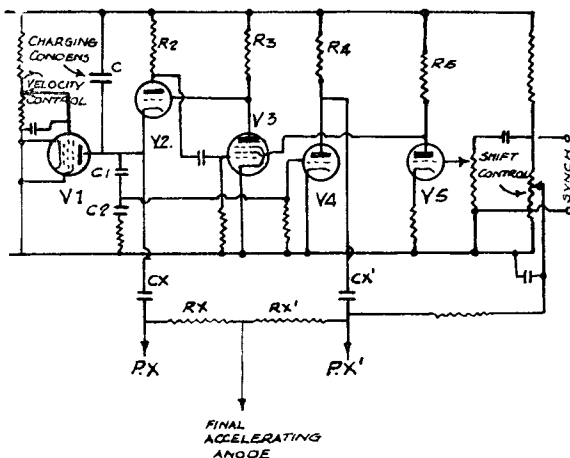 CHARGING
CONDENS
C
VELOCITY
CONTROL
R2
R3
R4
R5
V1
V2.
V3
V4
V5
C1
C2
SHIFT
CONTROL
SYNCH
CX
CX'
RX
RX'
P.X
P.X'
FINAL
ACCELERATING
ANODE